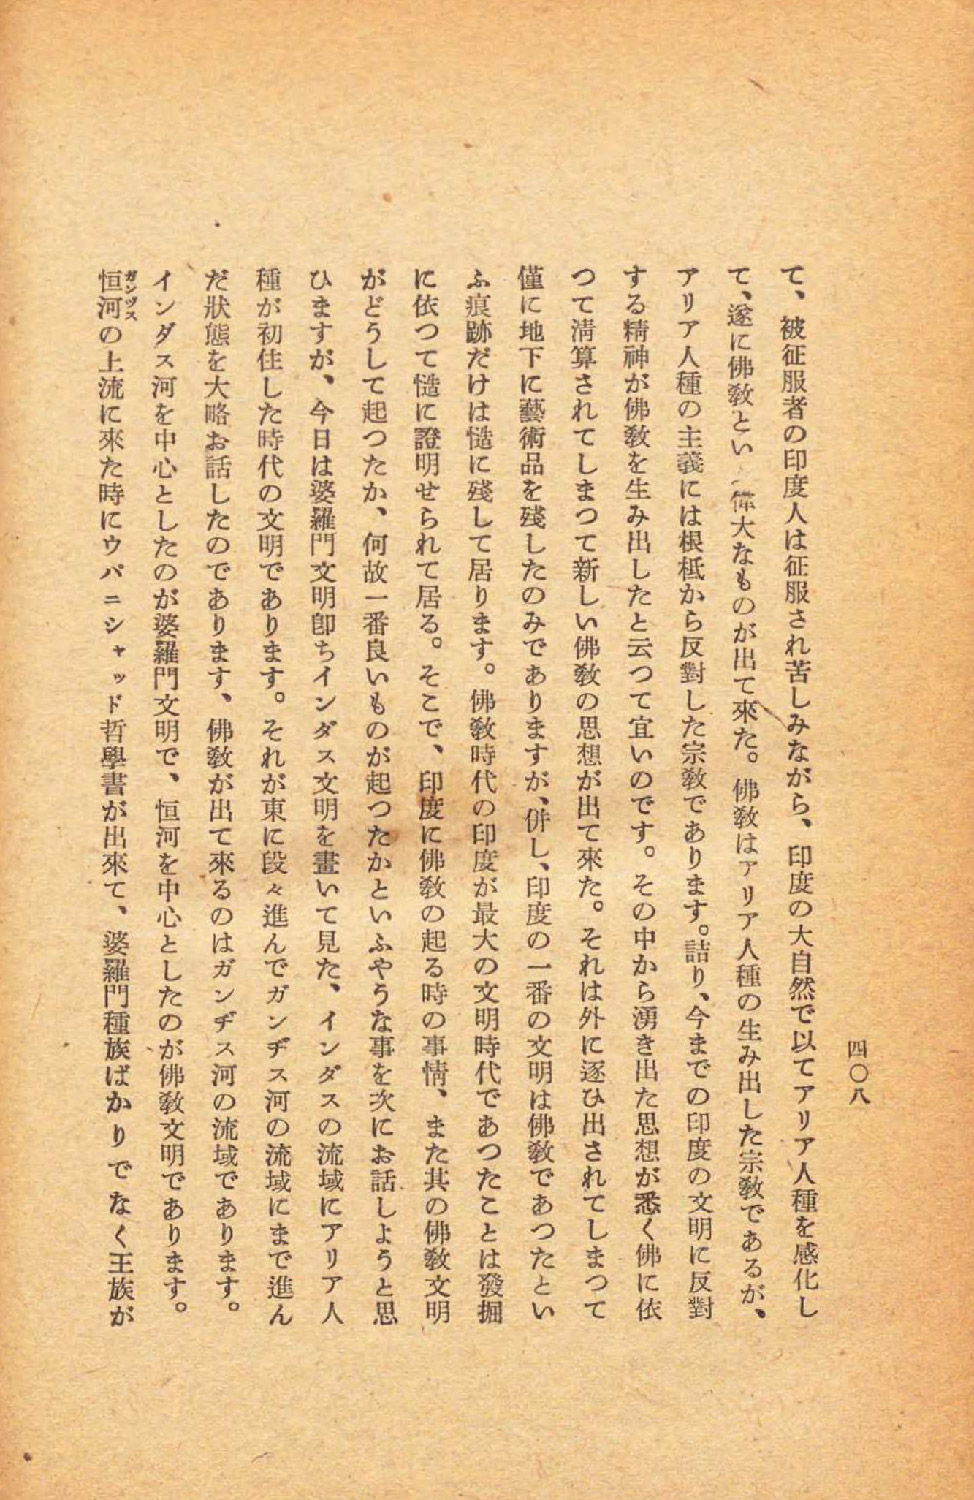 四〇八
て、被征服者の印度人は征服され苦しみながら、印度の大自然で以てアリア人種を感化し
て、遂に佛敎とい 偉大なものが出て來た。佛敎はアリア人種の生み出した宗敎であるが、
アリア人種の主義には根柢から反對した宗敎であります。詰り、今までの印度の文明に反對
する精神が佛敎を生み出したと云つて宜いのです。その中から湧き出た思想が悉く佛に依
つて淸算されてしまつて新しい佛敎の思想が出て來た。それは外に逐ひ出されてしまつて
僅に地下に藝術品を殘したのみでありますが、併し、印度の一番の文明は佛敎であつたとい
ふ痕跡だけは慥に殘して居ります。佛敎時代の印度が最大の文明時代であつたことは發掘
に依つて慥に證明せられて居る。そこで、印度に佛敎の起る時の事情、また其の佛敎文明
がどうして起つたか、何故一番良いものが起つたかといふやうな事を次にお話しようと思
ひますが、今日は婆羅門文明卽ちインダス文明を畫いて見た、インダスの流域にアリア人
種が初住した時代の文明であります。それが東に段々進んでガンヂス河の流域にまで進ん
だ狀態を大略お話したのであります、佛敎が出て來るのはガンヂス河の流域であります。
インダス河を中心としたのが婆羅門文明で、恒河を中心としたのが佛敎文明であります。
恒河ガンヂスの上流に來た時にウパニシャッド哲學書が出來て、婆羅門種族ばかりでなく王族が